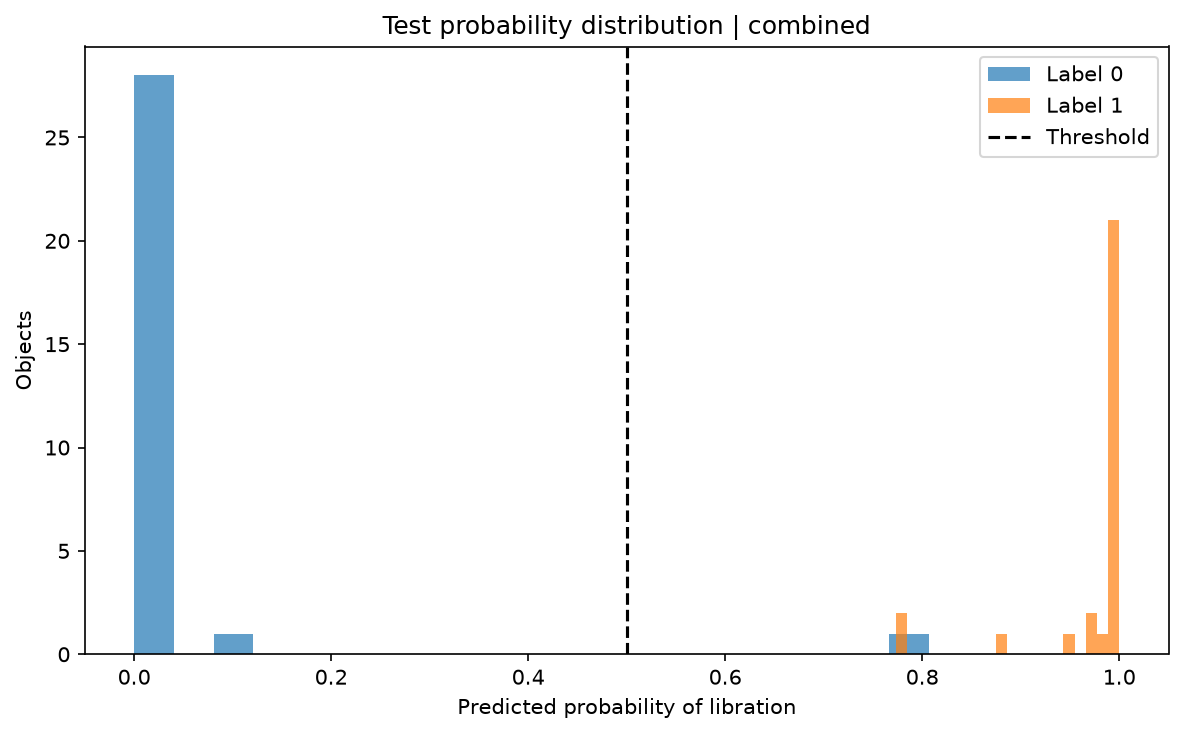 Test probability distribution | combined
Label 0
Label 1
Threshold
Objects
25
20
15
10
5
0
0.0 0.2 0.4 0.6 0.8 1.0
Predicted probability of libration